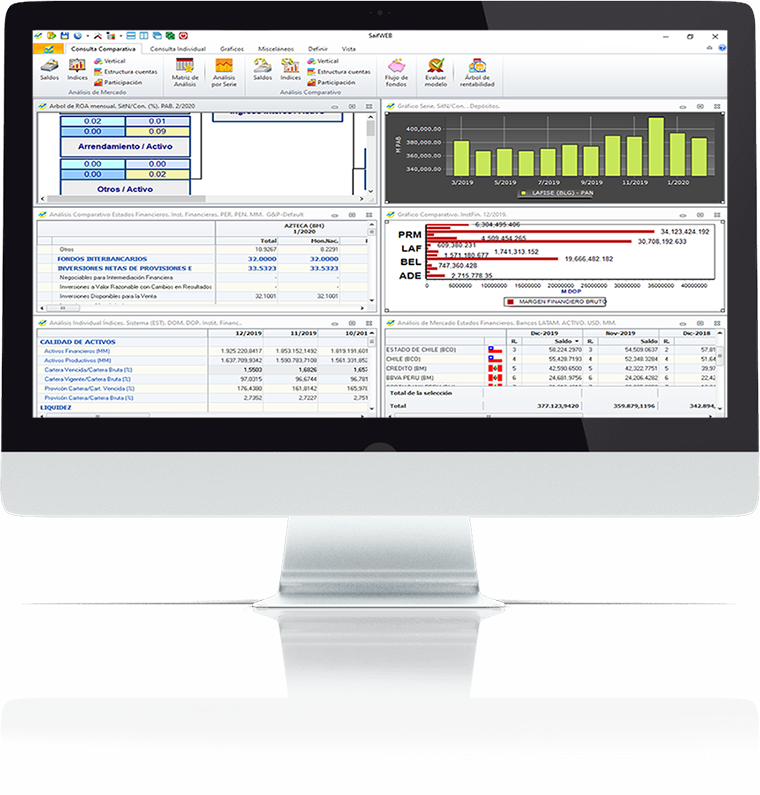 SaifWEB
Consulta Comparativa Consulta Individual Gráficos Misceláneos Definir Vista
Saldos Indices Vertical Estructura cuentas Participación Matriz de Análisis Análisis por Serie Saldos Indices Vertical Estructura cuentas Participación Flujo de fondos Evaluar modelo Árbol de rentabilidad
Análisis de Mercado Análisis Comparativo
Arbol de ROA mensual. SitN/Con. (%). PAB. 2/2020
0.02 0.01
0.00 0.09
Arrendamiento / Activo
0.00 0.00
0.00 0.02
Otros / Activo
Gráfico Serie. SitN/Con... Depósitos.
M PAB
400,000.00
380,000.00
360,000.00
340,000.00
3/2019 5/2019 7/2019 9/2019 11/2019 1/2020
LAFISE (BLG) - PAN
Análisis Comparativo Estados Financieros. Inst. Financieras. PER. PEN. MM. G&P-Default
AZTECA (BM)
1/2020
Total Mon.Nac.
Otros 10.9267 8.2291
FONDOS INTERBANCARIOS 32.0000 32.0000
INVERSIONES NETAS DE PROVISIONES E 33.5323 33.5323
Negociables para Intermediación Financiera -
Inversiones a Valor Razonable con Cambios en Resultados -
Inversiones Disponibles para la Venta 32.1001 32.1001
Gráfico Comparativo. InstFin. 12/2019.
6,304,495.406
PRM 34,123,424.192
4,509,454.265
30,708,192.633
LAF 609,380.231
1,741,313.152
1,571,180.677
BEL 19,666,482.182
747,360.428
ADE 2,715,778.35
0 5000000 10000000 15000000 20000000 25000000 30000000 35000000 40000000
M DOP
MARGEN FINANCIERO BRUTO
Análisis Individual Indices. Sistema (EST). DOM. DOP. Instit. Financ..
12/2019 11/2019 10/201
CALIDAD DE ACTIVOS
Activos Financieros (MM) 1.925.220,8417 1.853.152,1492 1.819.191,601
Activos Productivos (MM) 1.637.709,9342 1.590.783,7108 1.561.331,852
Cartera Vencida/Cartera Bruta (%) 1,5503 1,6826 1,657
Cartera Vigente/Cartera Bruta (%) 97,0315 96,6744 96,781
Provisión Cartera/Cart. Vencida (%) 176,4380 161,8142 165,978
Provisión Cartera/Cartera Bruta (%) 2,7352 2,7227 2,751
LIQUIDEZ
Análisis de Mercado Estados Financieros. Bancos LATAM. ACTIVO. USD. MM.
Dic-2019 Nov-2019 Dic-2018
R. Saldo R. Saldo R.
ESTADO DE CHILE (BCO) 3 58,224.2970 3 54,509.0637 2 57,81
CHILE (BCO) 4 55,428.7193 4 52,348.3284 4 51,64
CREDITO (BM) 5 42,590.6500 5 42,322.7751 5 39,97
BBVA PERU (BM) 6 24,681.9756 6 24,206.4282 6 22,42
Total de la selección
Total 377.123,9420 359.879,1196 342.894,